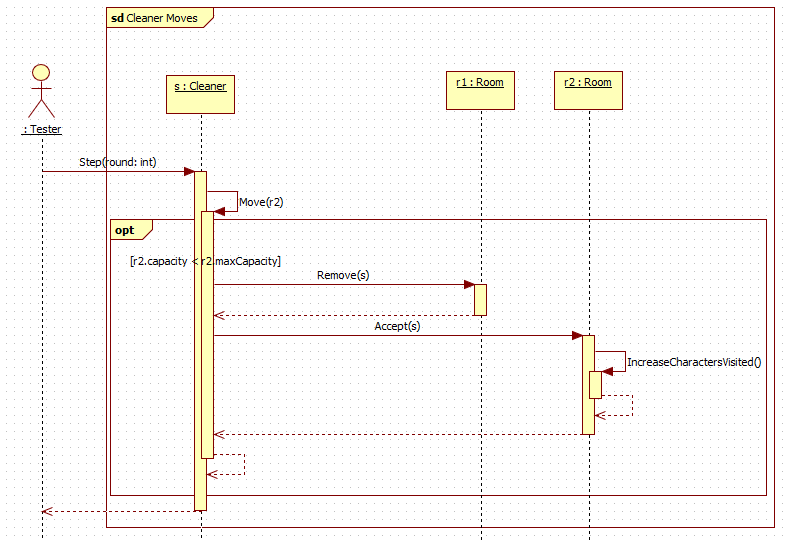 sd Cleaner Moves
s : Cleaner
r1 : Room
r2 : Room
: Tester
Step(round: int)
Move(r2)
opt
[r2.capacity < r2.maxCapacity]
Remove(s)
Accept(s)
IncreaseCharactersVisited()